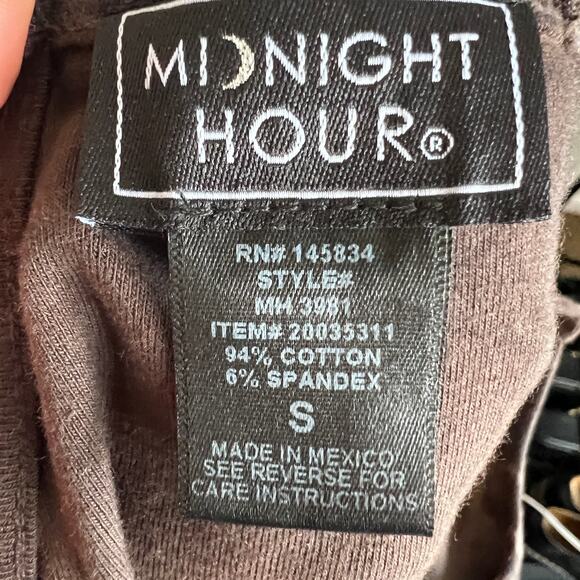 MIDNIGHT
HOUR®
RN# 145834
STYLE#
MH 3981
ITEM# 20035311
94% COTTON
6% SPANDEX
S
MADE IN MEXICO
SEE REVERSE FOR
CARE INSTRUCTIONS